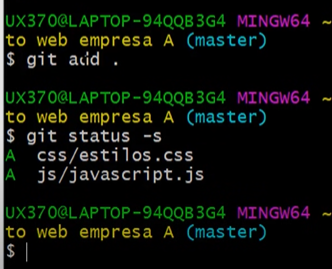 UX370@LAPTOP-94QQB3G4 MINGW64 ~
to web empresa A (master)
$ git add .
UX370@LAPTOP-94QQB3G4 MINGW64 ~
to web empresa A (master)
$ git status -s
A  css/estilos.css
A  js/javascript.js
UX370@LAPTOP-94QQB3G4 MINGW64 ~
to web empresa A (master)
$